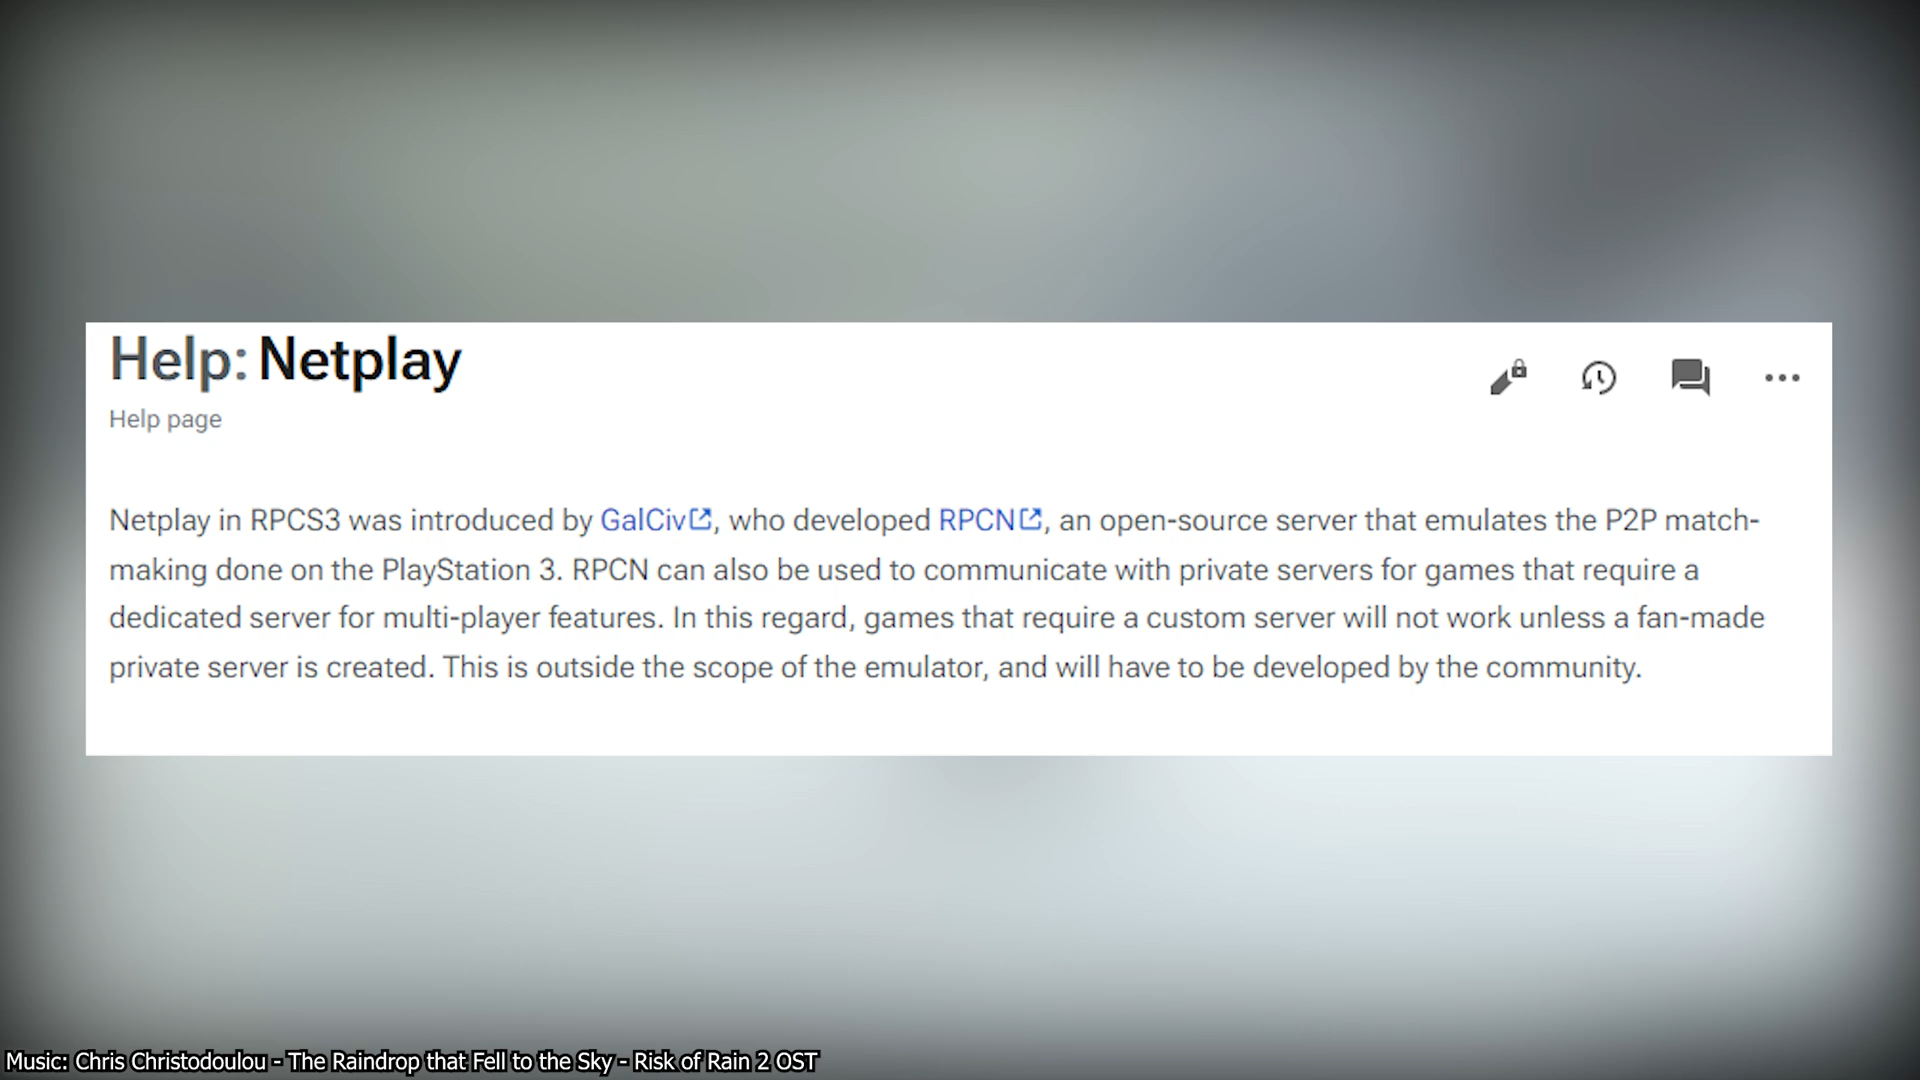 Help: Netplay
Help page
Netplay in RPCS3 was introduced by GalCiv, who developed RPCN, an open-source server that emulates the P2P match-
making done on the PlayStation 3. RPCN can also be used to communicate with private servers for games that require a
dedicated server for multi-player features. In this regard, games that require a custom server will not work unless a fan-made
private server is created. This is outside the scope of the emulator, and will have to be developed by the community.
Music: Chris Christodoulou - The Raindrop that Fell to the Sky - Risk of Rain 2 OST